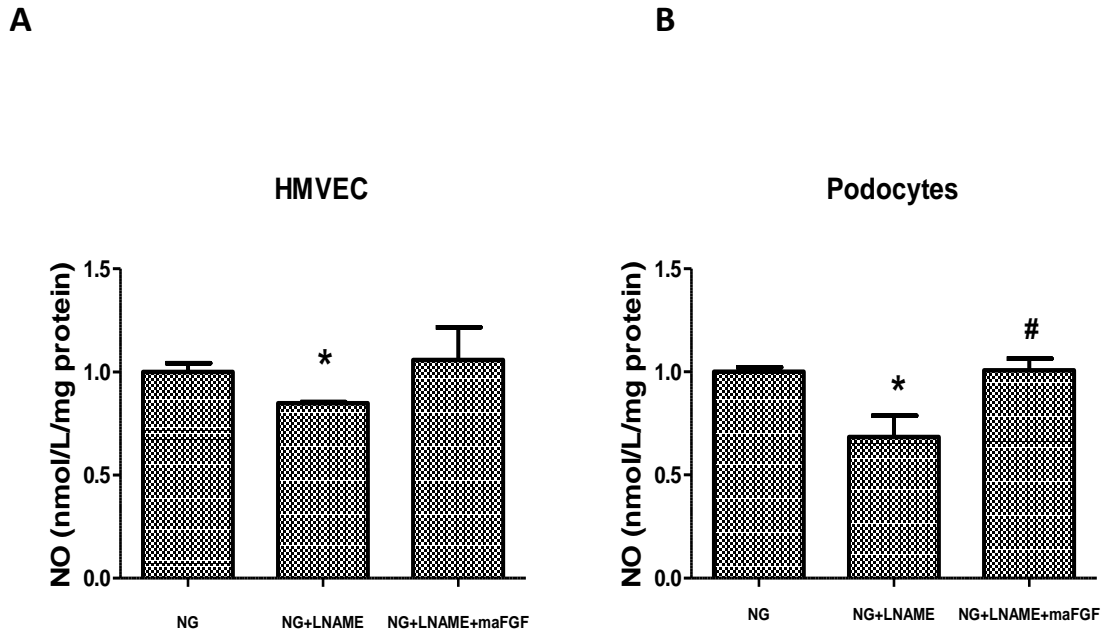 A
HMVEC
NO (nmol/L/mg protein)
1.5
1.0
0.5
0.0
*
NG
NG+LNAME
NG+LNAME+maFGF
B
Podocytes
NO (nmol/L/mg protein)
1.5
1.0
0.5
0.0
*
#
NG
NG+LNAME
NG+LNAME+maFGF